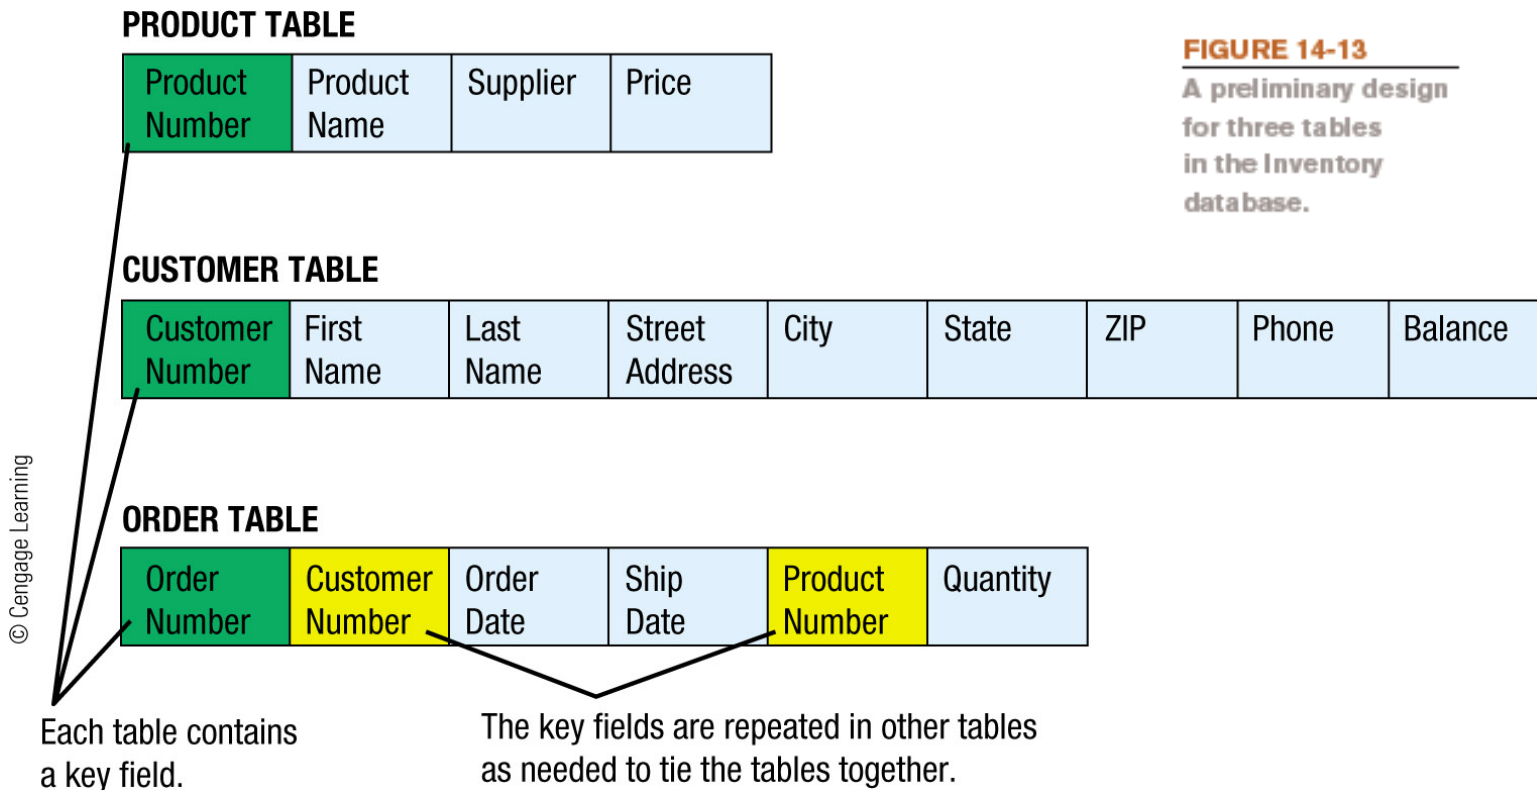 PRODUCT TABLE
Product Number
Product Name
Supplier
Price
FIGURE 14-13
A preliminary design
for three tables
in the Inventory
database.
CUSTOMER TABLE
Customer Number
First Name
Last Name
Street Address
City
State
ZIP
Phone
Balance
ORDER TABLE
Order Number
Customer Number
Order Date
Ship Date
Product Number
Quantity
Each table contains
a key field.
The key fields are repeated in other tables
as needed to tie the tables together.
© Cengage Learning